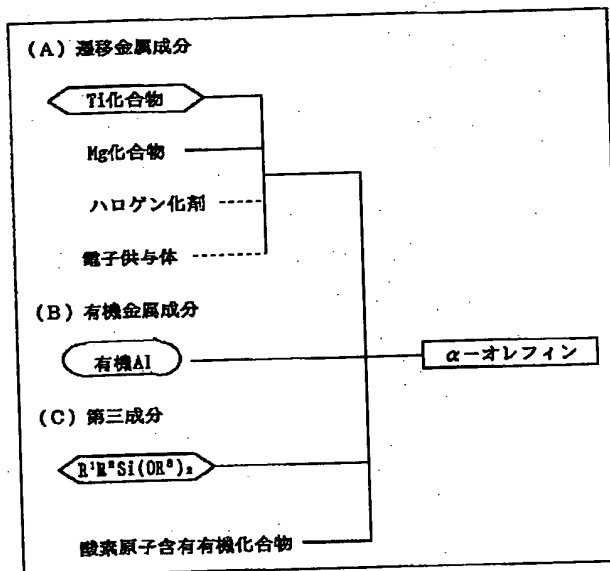 (A) 遷移金属成分
Ti化合物
Mg化合物
ハロゲン化剤
電子供与体
(B) 有機金属成分
有機Al
α-オレフィン
(C) 第三成分
R¹R²Si(OR³)₂
酸素原子含有有機化合物